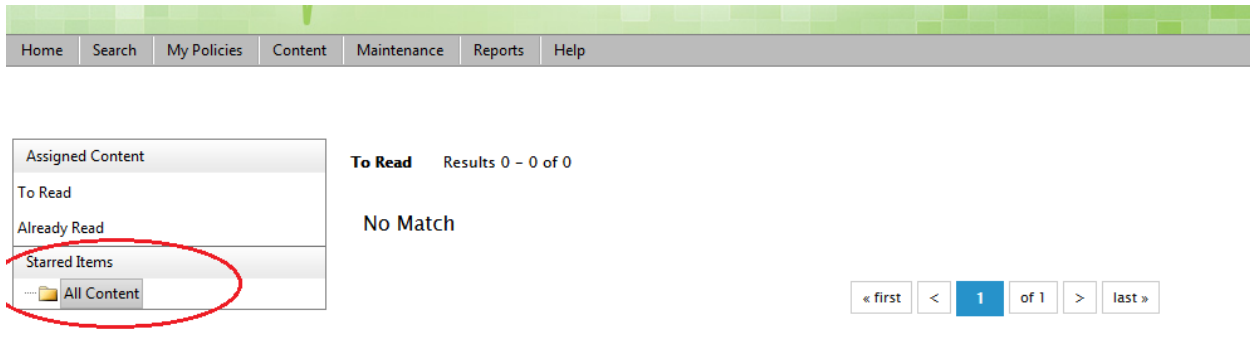 Home Search My Policies Content Maintenance Reports Help
Assigned Content
To Read
Already Read
Starred Items
All Content
To Read Results 0 – 0 of 0
No Match
« first < 1 of 1 > last »